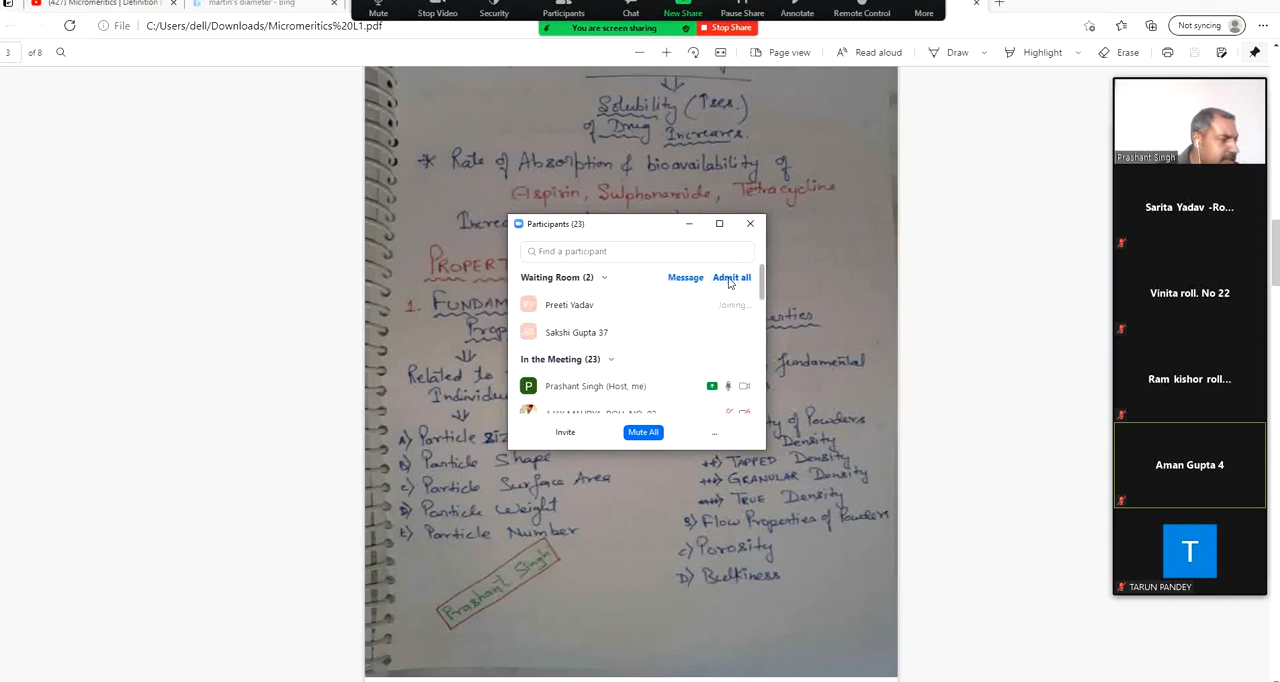 (427) Micromeritics | Definition |
martin's diameter - Bing
Mute
Stop Video
Security
Participants
Chat
New Share
Pause Share
Annotate
Remote Control
More
You are screen sharing
Stop Share
File
C:/Users/dell/Downloads/Micromeritics%20L1.pdf
Not syncing
3 of 8
Page view
Read aloud
Draw
Highlight
Erase
Solubility (↑ses.)
of Drug Increases.
* Rate of Absorption & bioavailability of
Aspirin, Sulphonamide, Tetracycline
Increa
PROPERT
1. FUNDAM
Prop
Related to
Individu
A) Particle Siz
B) Particle Shape
C) Particle Surface Area
D) Particle Weight
E) Particle Number
Prashant Singh
erties
fundamental
ty of Powders
Density
TAPPED Density
GRANULAR Density
TRUE Density
B) Flow Properties of Powders
C) Porosity
D) Bulkiness
Participants (23)
Find a participant
Waiting Room (2)
Message
Admit all
Preeti Yadav
Joining...
Sakshi Gupta 37
In the Meeting (23)
P
Prashant Singh (Host, me)
Invite
Mute All
...
Prashant Singh
Sarita Yadav -Ro...
Vinita roll. No 22
Ram kishor roll...
Aman Gupta 4
T
TARUN PANDEY